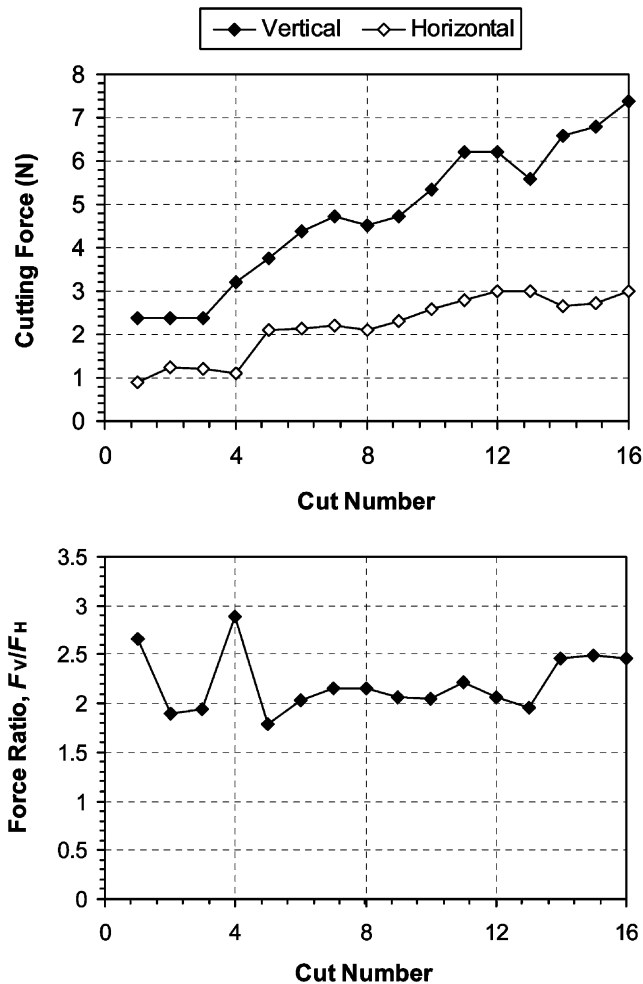 Vertical Horizontal
8
7
6
5
4
3
2
1
0
Cutting Force (N)
0 4 8 12 16
Cut Number
3.5
3
2.5
2
1.5
1
0.5
0
Force Ratio, FV/FH
0 4 8 12 16
Cut Number